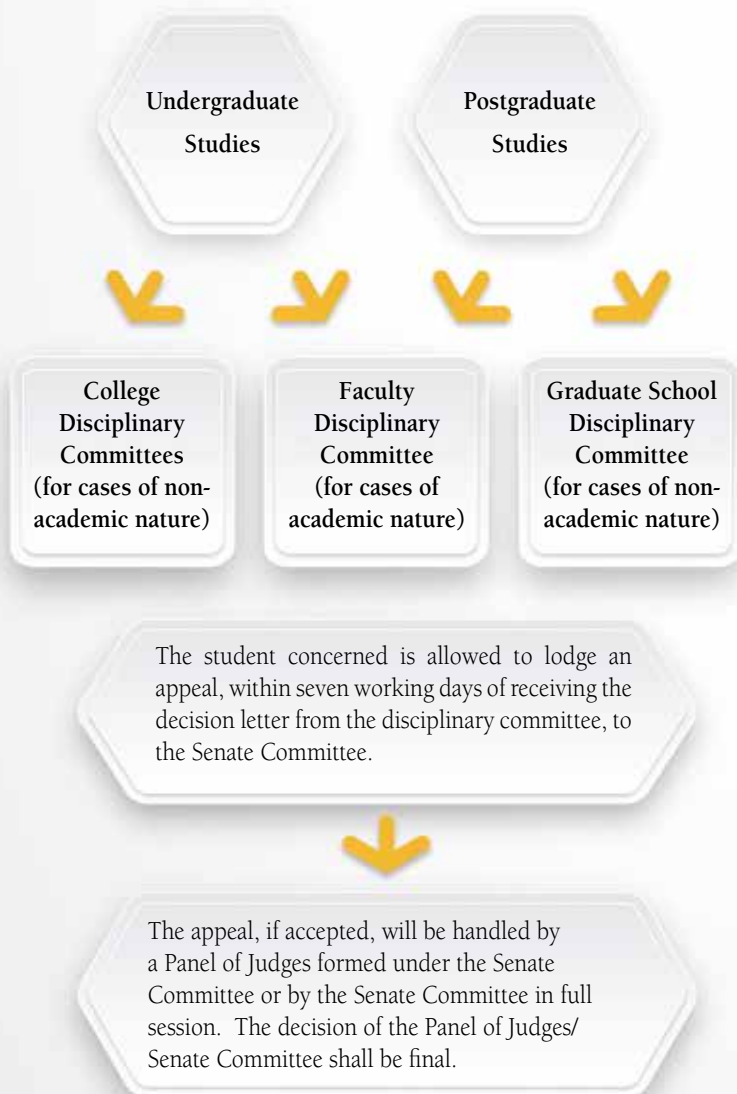 Undergraduate
Studies
Postgraduate
Studies
College
Disciplinary
Committees
(for cases of non-
academic nature)
Faculty
Disciplinary
Committee
(for cases of
academic nature)
Graduate School
Disciplinary
Committee
(for cases of non-
academic nature)
The student concerned is allowed to lodge an
appeal, within seven working days of receiving the
decision letter from the disciplinary committee, to
the Senate Committee.
The appeal, if accepted, will be handled by
a Panel of Judges formed under the Senate
Committee or by the Senate Committee in full
session. The decision of the Panel of Judges/
Senate Committee shall be final.